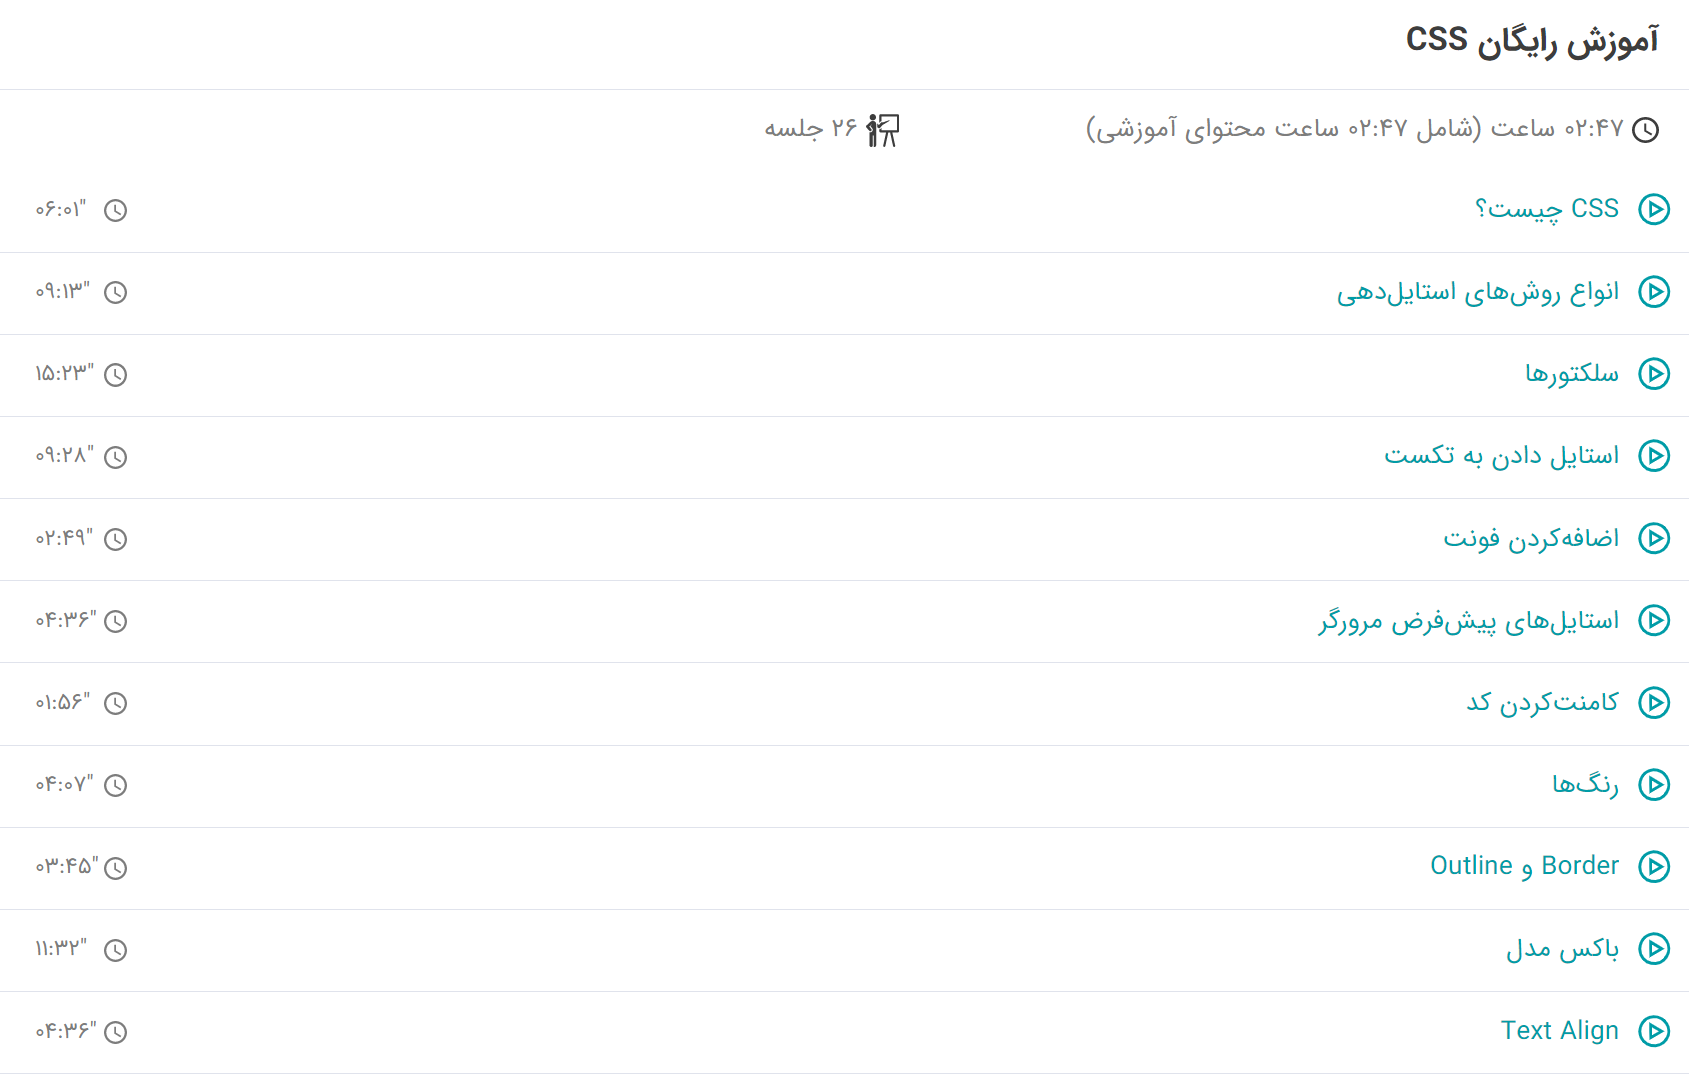 آموزش رایگان CSS
۰۲:۴۷ ساعت (شامل ۰۲:۴۷ ساعت محتوای آموزشی) ۲۶ جلسه
CSS چیست؟ ۰۶:۰۱"
انواع روش‌های استایل‌دهی ۰۹:۱۳"
سلکتورها ۱۵:۲۳"
استایل دادن به تکست ۰۹:۲۸"
اضافه‌کردن فونت ۰۲:۴۹"
استایل‌های پیش‌فرض مرورگر ۰۴:۳۶"
کامنت‌کردن کد ۰۱:۵۶"
رنگ‌ها ۰۴:۰۷"
Border و Outline ۰۳:۴۵"
باکس مدل ۱۱:۳۲"
Text Align ۰۴:۳۶"